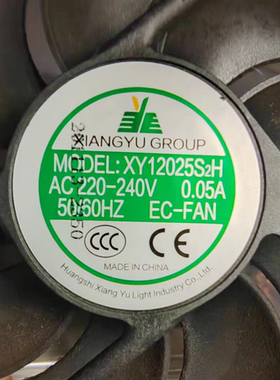 XIANGYU GROUP
MODEL: XY12025S2H
AC 220-240V 0.05A
50/60HZ EC-FAN
CCC
MADE IN CHINA
Huangshi Xiang Yu Light Industry Co., Ltd.